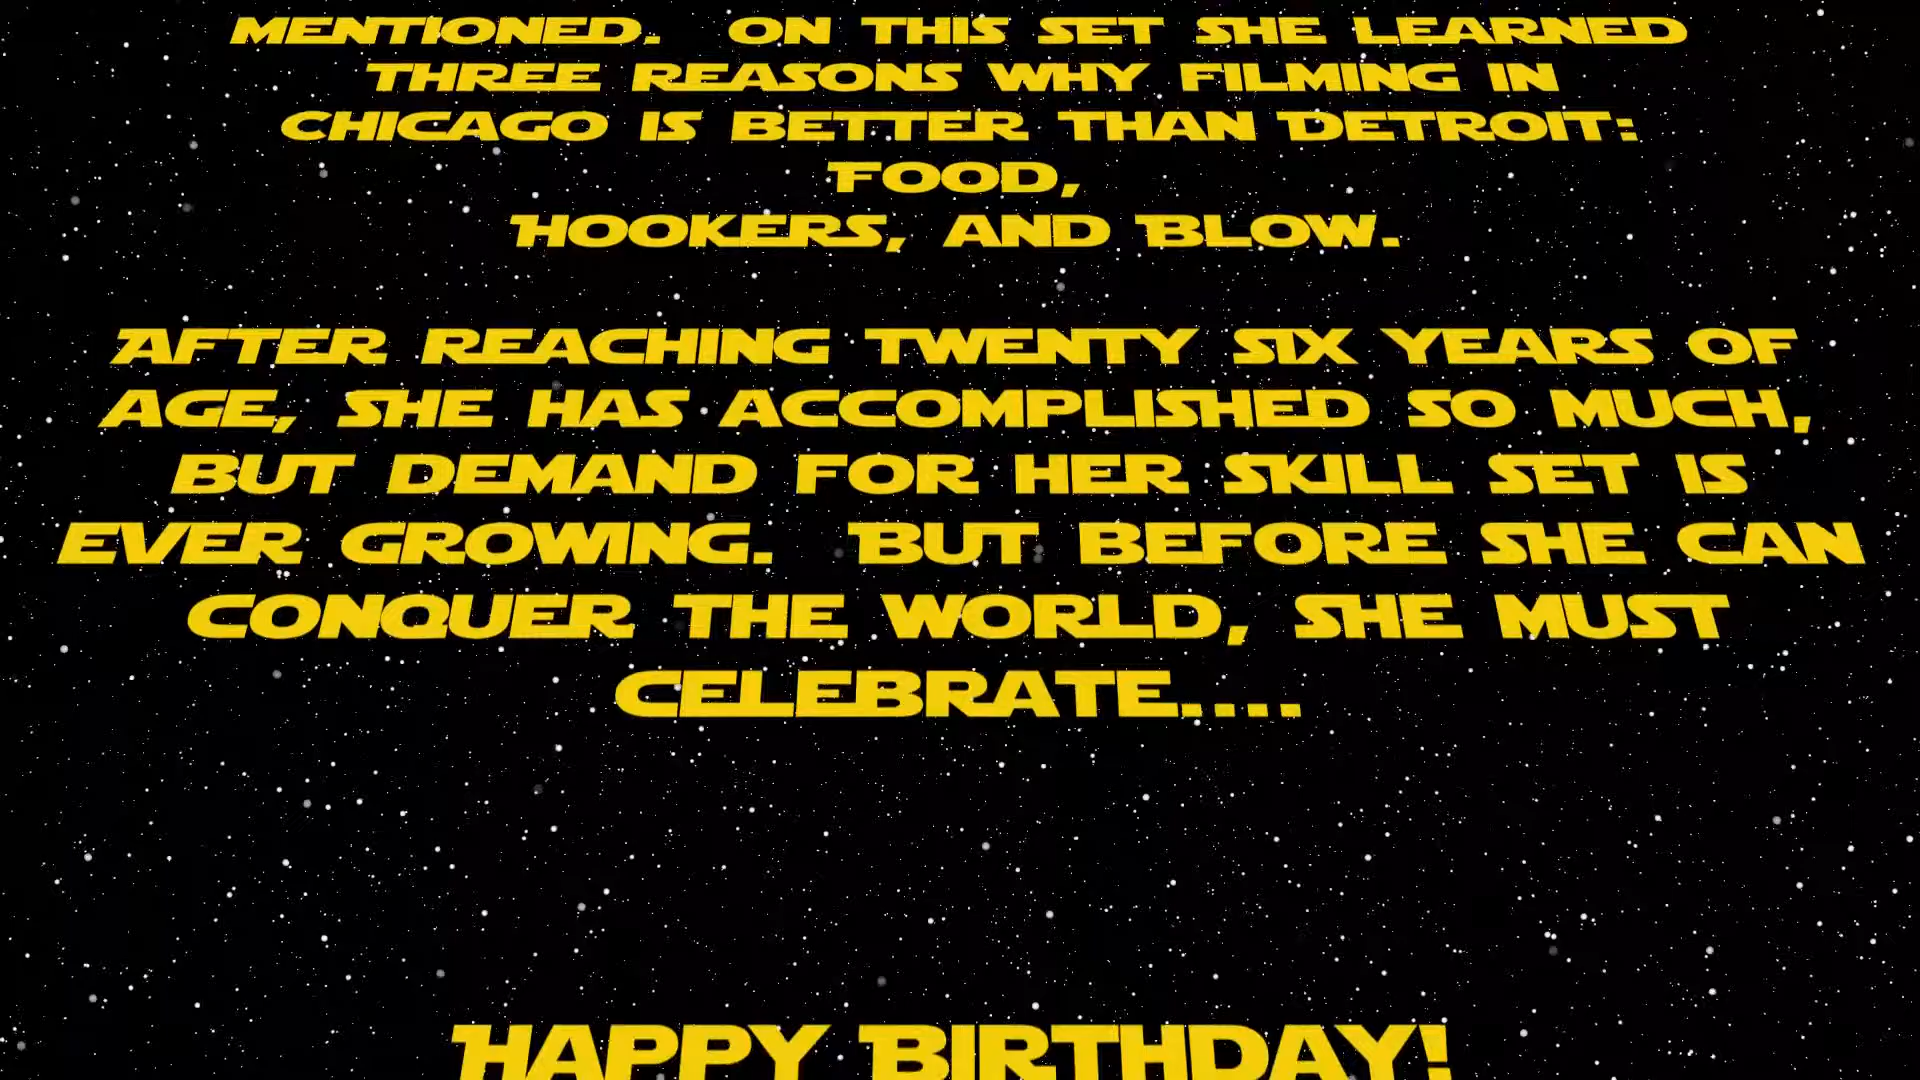 MENTIONED. ON THIS SET SHE LEARNED
THREE REASONS WHY FILMING IN
CHICAGO IS BETTER THAN DETROIT:
FOOD,
HOOKERS, AND BLOW.
AFTER REACHING TWENTY SIX YEARS OF
AGE, SHE HAS ACCOMPLISHED SO MUCH,
BUT DEMAND FOR HER SKILL SET IS
EVER GROWING. BUT BEFORE SHE CAN
CONQUER THE WORLD, SHE MUST
CELEBRATE....
HAPPY BIRTHDAY!